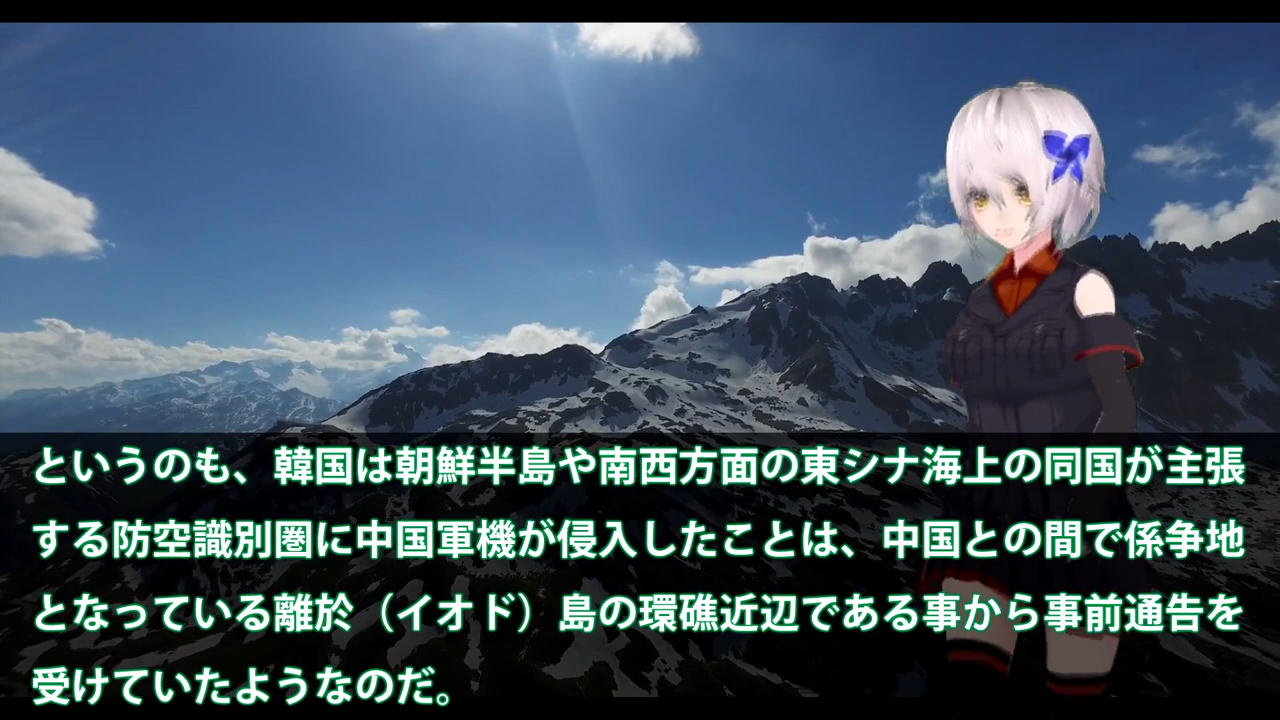 というのも、韓国は朝鮮半島や南西方面の東シナ海上の同国が主張
する防空識別圏に中国軍機が侵入したことは、中国との間で係争地
となっている離於（イオド）島の環礁近辺である事から事前通告を
受けていたようなのだ。